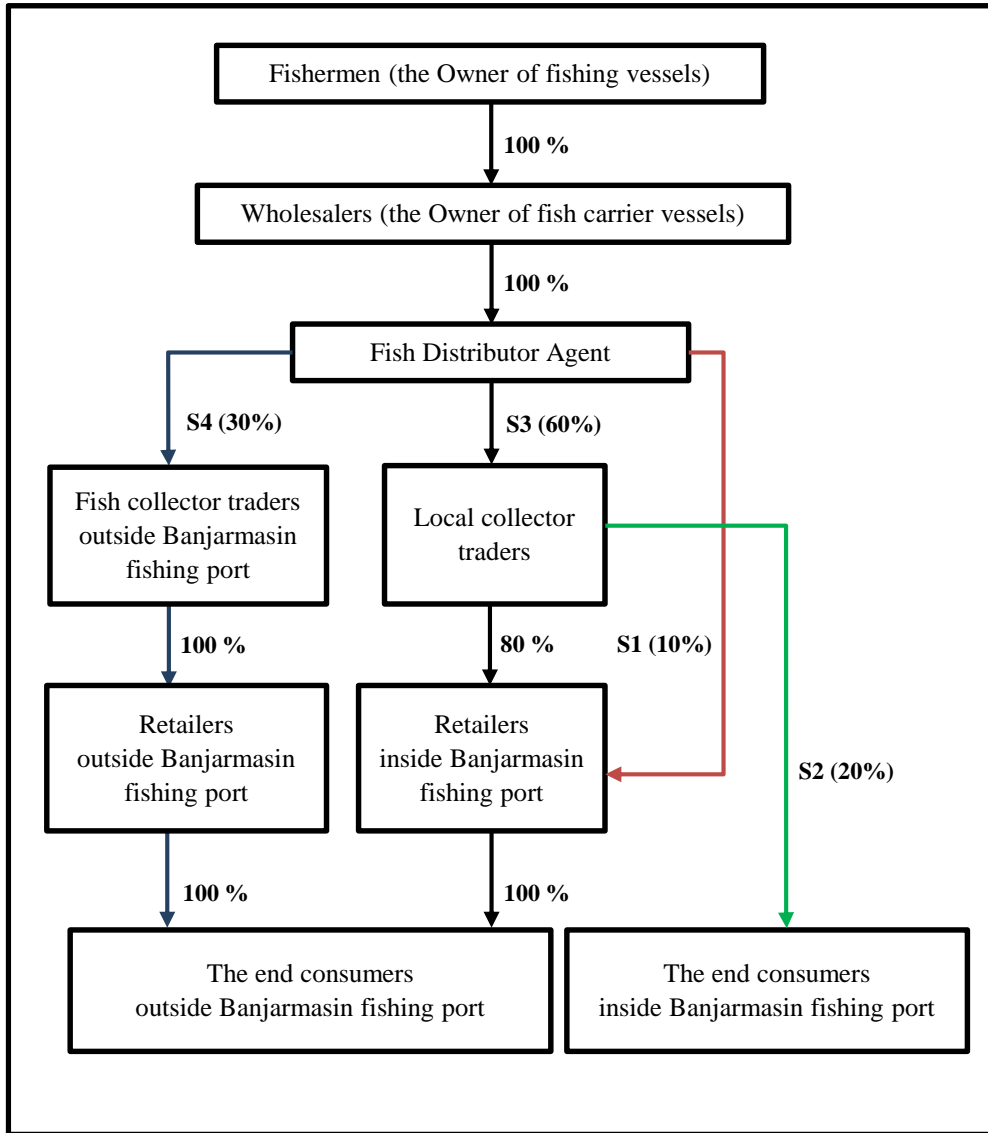 Fishermen (the Owner of fishing vessels)
100 %
Wholesalers (the Owner of fish carrier vessels)
100 %
Fish Distributor Agent
S4 (30%)
S3 (60%)
Fish collector traders
outside Banjarmasin
fishing port
Local collector
traders
100 %
80 %
S1 (10%)
Retailers
outside Banjarmasin
fishing port
Retailers
inside Banjarmasin
fishing port
S2 (20%)
100 %
100 %
The end consumers
outside Banjarmasin fishing port
The end consumers
inside Banjarmasin fishing port